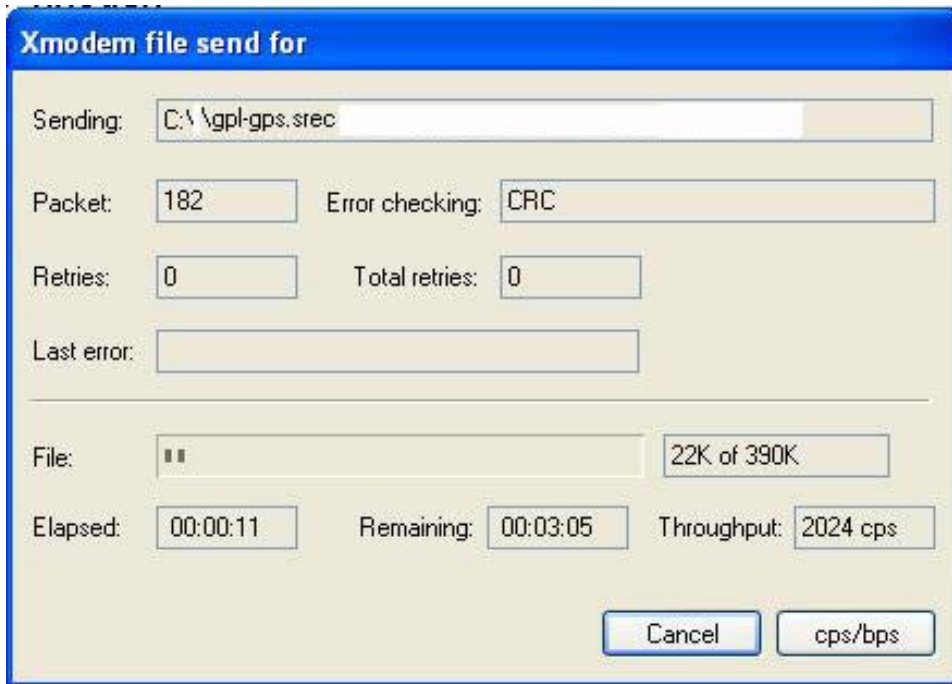 Xmodem file send for
Sending: C:\ \gpl-gps.srec
Packet: 182 Error checking: CRC
Retries: 0 Total retries: 0
Last error:
File: 22K of 390K
Elapsed: 00:00:11 Remaining: 00:03:05 Throughput: 2024 cps
Cancel cps/bps